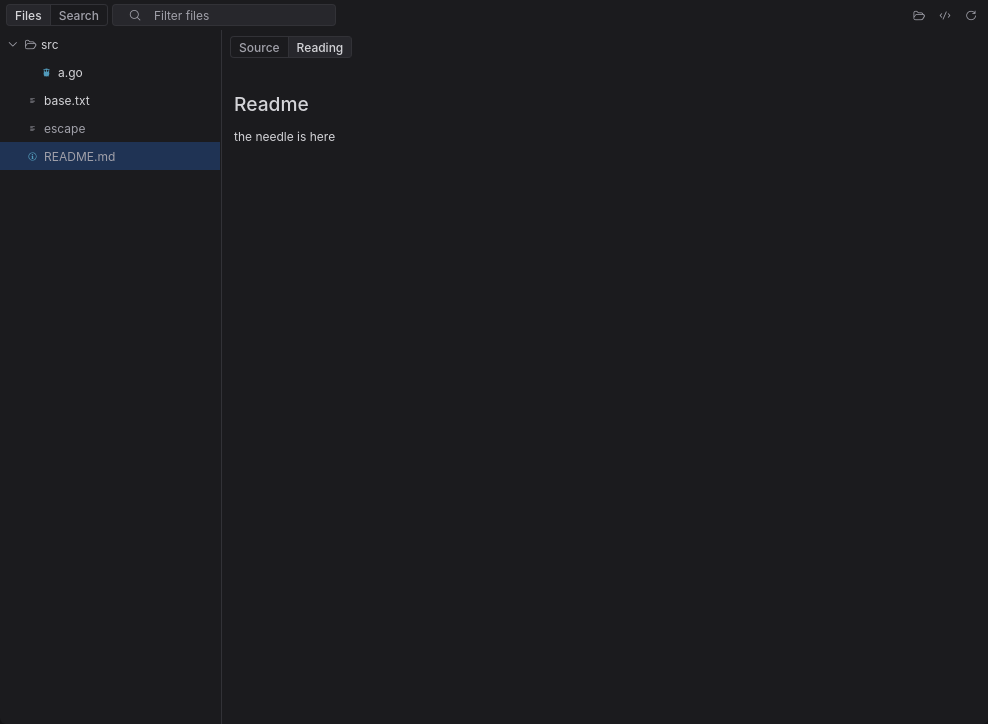 Files Search Filter files
src
Source Reading
a.go
base.txt
Readme
escape
the needle is here
README.md